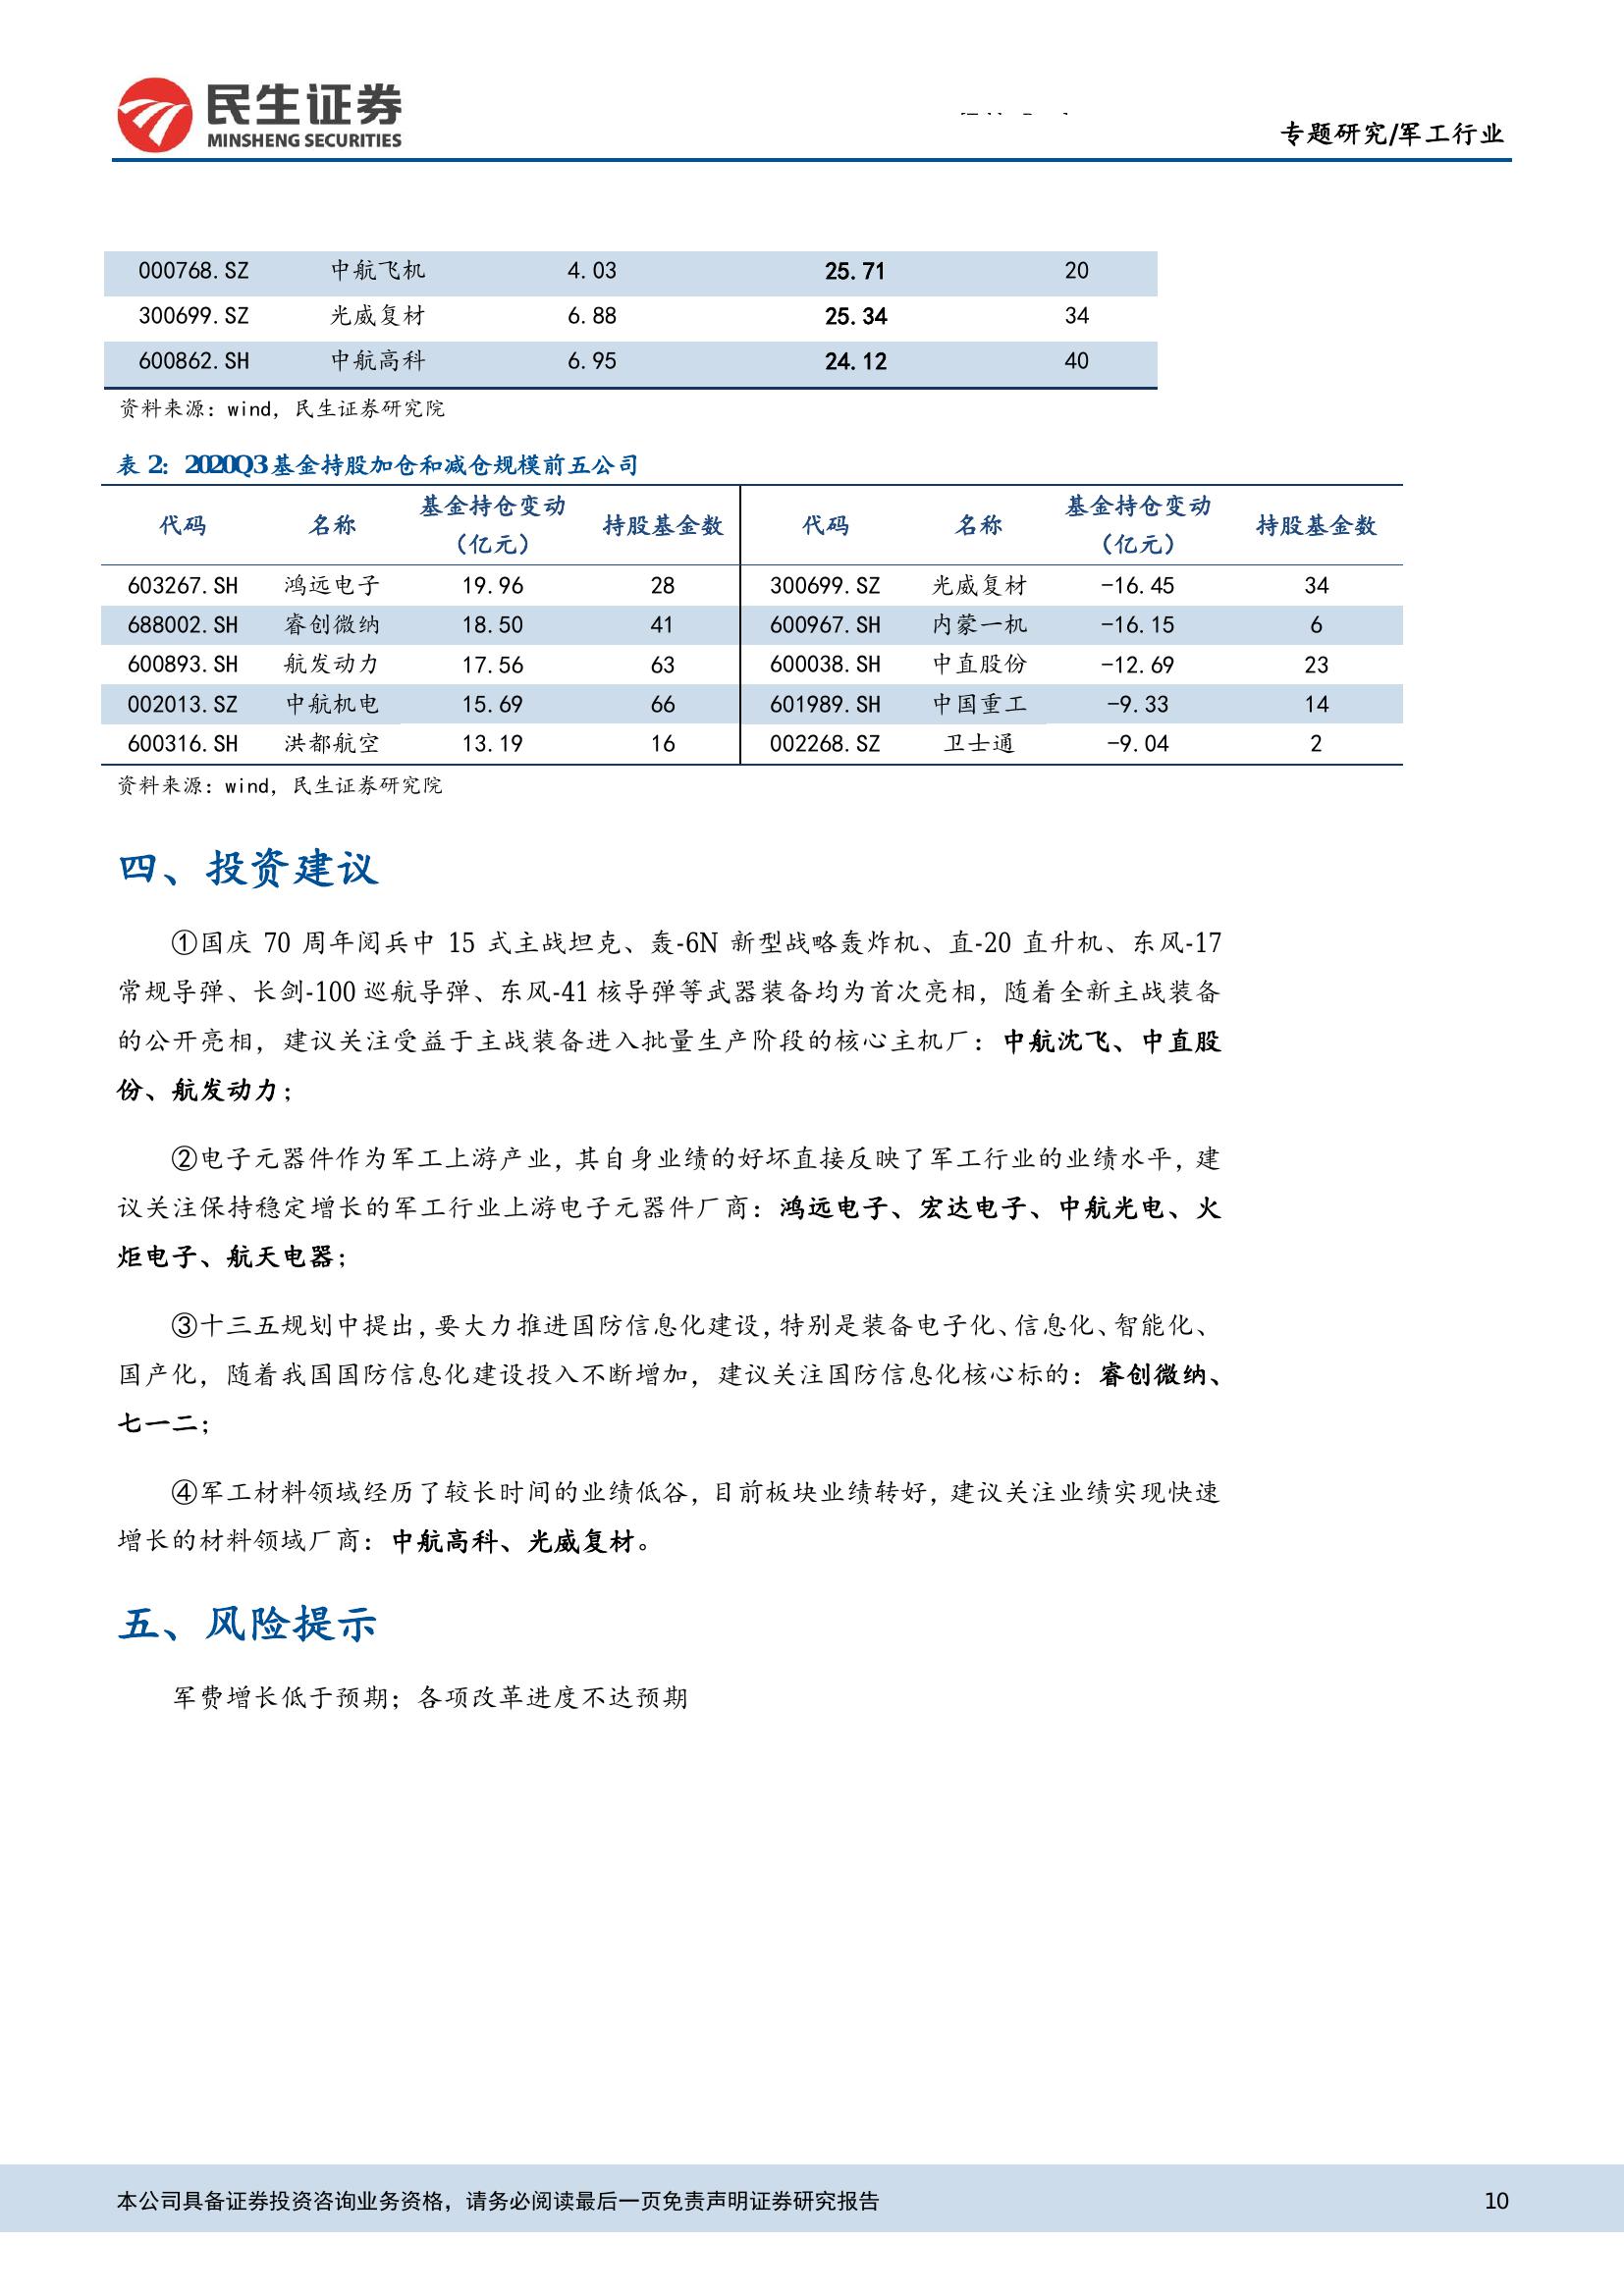 民生证券
MINSHENG SECURITIES
专题研究/军工行业
000768.SZ 中航飞机 4.03 25.71 20
300699.SZ 光威复材 6.88 25.34 34
600862.SH 中航高科 6.95 24.12 40
资料来源：wind，民生证券研究院
表 2：2020Q3 基金持股加仓和减仓规模前五公司
代码 名称 基金持仓变动（亿元） 持股基金数 代码 名称 基金持仓变动（亿元） 持股基金数
603267.SH 鸿远电子 19.96 28 300699.SZ 光威复材 -16.45 34
688002.SH 睿创微纳 18.50 41 600967.SH 内蒙一机 -16.15 6
600893.SH 航发动力 17.56 63 600038.SH 中直股份 -12.69 23
002013.SZ 中航机电 15.69 66 601989.SH 中国重工 -9.33 14
600316.SH 洪都航空 13.19 16 002268.SZ 卫士通 -9.04 2
资料来源：wind，民生证券研究院
四、投资建议
①国庆 70 周年阅兵中 15 式主战坦克、轰-6N 新型战略轰炸机、直-20 直升机、东风-17
常规导弹、长剑-100 巡航导弹、东风-41 核导弹等武器装备均为首次亮相，随着全新主战装备
的公开亮相，建议关注受益于主战装备进入批量生产阶段的核心主机厂：中航沈飞、中直股
份、航发动力；
②电子元器件作为军工上游产业，其自身业绩的好坏直接反映了军工行业的业绩水平，建
议关注保持稳定增长的军工行业上游电子元器件厂商：鸿远电子、宏达电子、中航光电、火
炬电子、航天电器；
③十三五规划中提出，要大力推进国防信息化建设，特别是装备电子化、信息化、智能化、
国产化，随着我国国防信息化建设投入不断增加，建议关注国防信息化核心标的：睿创微纳、
七一二；
④军工材料领域经历了较长时间的业绩低谷，目前板块业绩转好，建议关注业绩实现快速
增长的材料领域厂商：中航高科、光威复材。
五、风险提示
军费增长低于预期；各项改革进度不达预期
本公司具备证券投资咨询业务资格，请务必阅读最后一页免责声明证券研究报告 10